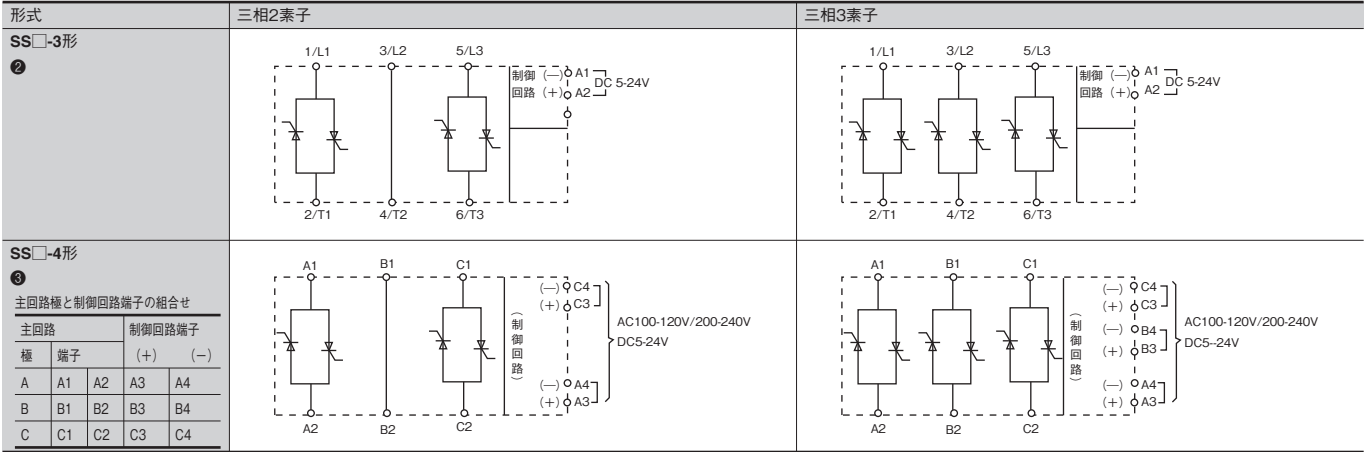 形式 三相2素子 三相3素子
SS□-3形
❷
1/L1 3/L2 5/L3
制御 (—) A1
回路 (+) A2
DC 5-24V
2/T1 4/T2 6/T3
1/L1 3/L2 5/L3
制御 (—) A1
回路 (+) A2
DC 5-24V
2/T1 4/T2 6/T3
SS□-4形
❸
主回路極と制御回路端子の組合せ
主回路 制御回路端子
極 端子 (+) (−)
A A1 A2 A3 A4
B B1 B2 B3 B4
C C1 C2 C3 C4
A1 B1 C1
(制御回路)
(—) C4
(+) C3
AC100-120V/200-240V
DC5-24V
(—) A4
(+) A3
A2 B2 C2
A1 B1 C1
(制御回路)
(—) C4
(+) C3
(—) B4
(+) B3
AC100-120V/200-240V
DC5--24V
(—) A4
(+) A3
A2 B2 C2